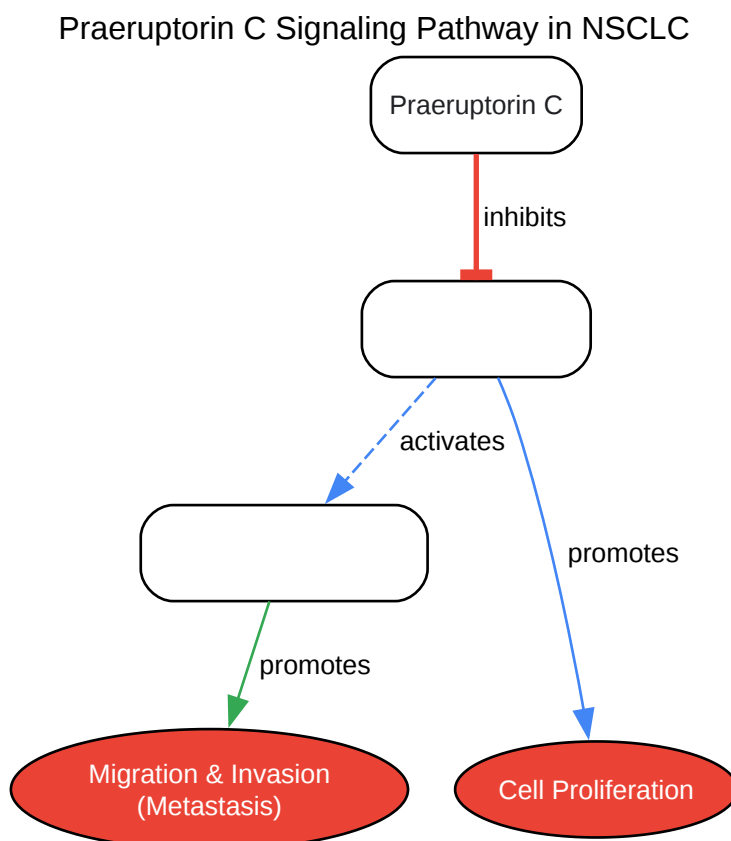 Praeruptorin C Signaling Pathway in NSCLC
Praeruptorin C
inhibits
activates
promotes
promotes
Migration & Invasion
(Metastasis)
Cell Proliferation